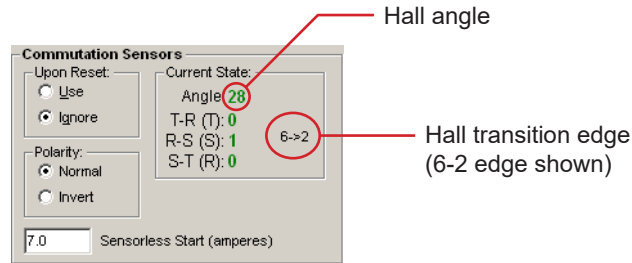 Hall angle
Commutation Sensors
Upon Reset:
Use
Ignore
Current State:
Angle 28
T-R (T): 0
R-S (S): 1
S-T (R): 0
6->2
Hall transition edge
(6-2 edge shown)
Polarity:
Normal
Invert
7.0 Sensorless Start (amperes)